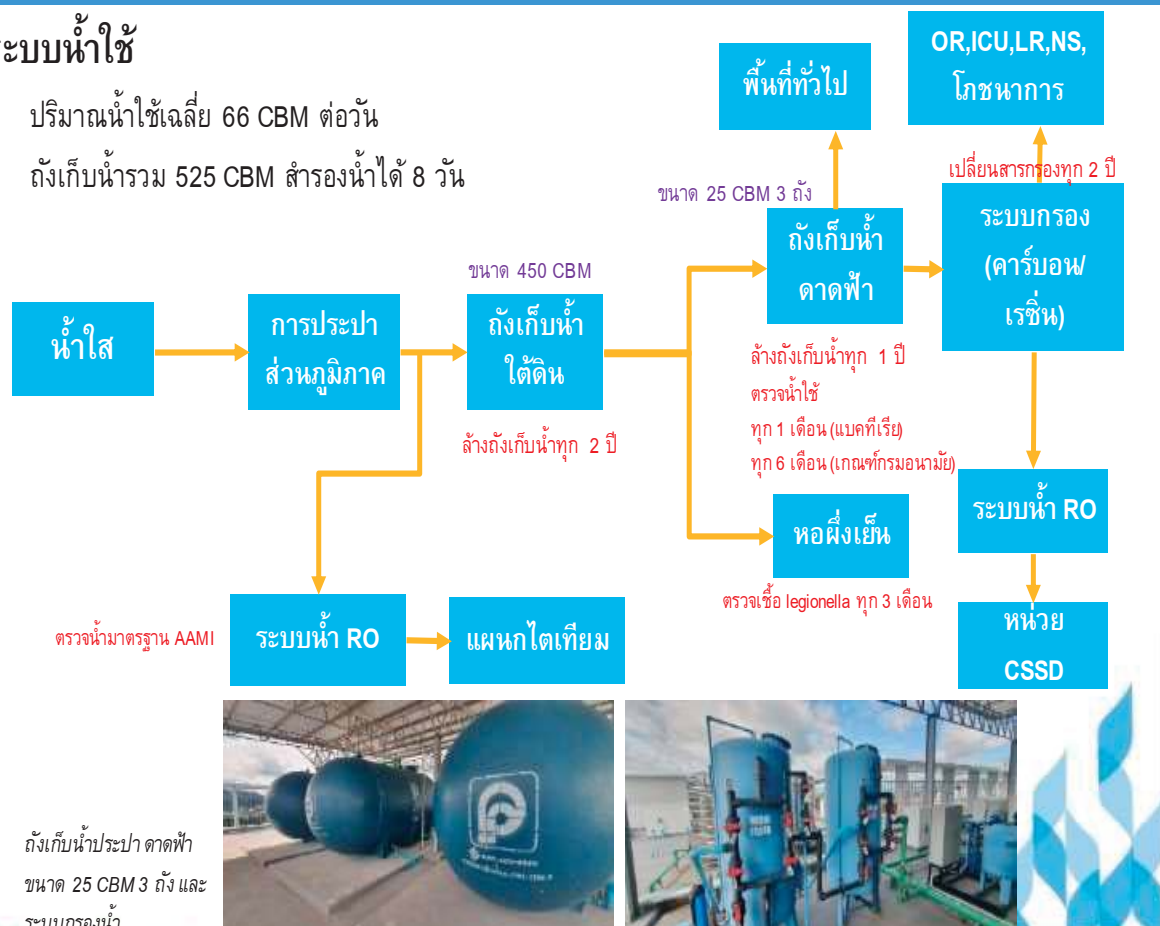 ระบบน้ำใช้
ปริมาณน้ำใช้เฉลี่ย 66 CBM ต่อวัน
ถังเก็บน้ำรวม 525 CBM สำรองน้ำได้ 8 วัน
พื้นที่ทั่วไป
OR,ICU,LR,NS,
โภชนาการ
เปลี่ยนสารกรองทุก 2 ปี
ขนาด 25 CBM 3 ถัง
ถังเก็บน้ำ
ดาดฟ้า
ระบบกรอง
(คาร์บอน/
เรซิ่น)
ขนาด 450 CBM
น้ำใส
การประปา
ส่วนภูมิภาค
ถังเก็บน้ำ
ใต้ดิน
ล้างถังเก็บน้ำทุก 2 ปี
ล้างถังเก็บน้ำทุก 1 ปี
ตรวจน้ำใช้
ทุก 1 เดือน (แบคทีเรีย)
ทุก 6 เดือน (เกณฑ์กรมอนามัย)
หอผึ่งเย็น
ตรวจเชื้อ legionella ทุก 3 เดือน
ระบบน้ำ RO
หน่วย
CSSD
ตรวจน้ำมาตรฐาน AAMI
ระบบน้ำ RO
แผนกไตเทียม
ถังเก็บน้ำประปา ดาดฟ้า
ขนาด 25 CBM 3 ถัง และ
ระบบกรองน้ำ